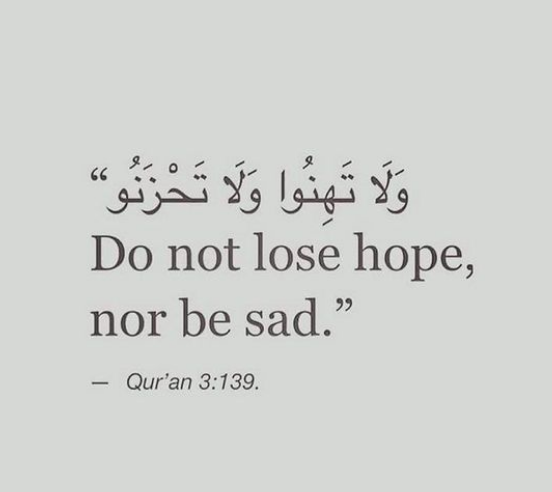 “وَلَا تَهِنُوا وَلَا تَحْزَنُو
Do not lose hope,
nor be sad.”
— Qur’an 3:139.